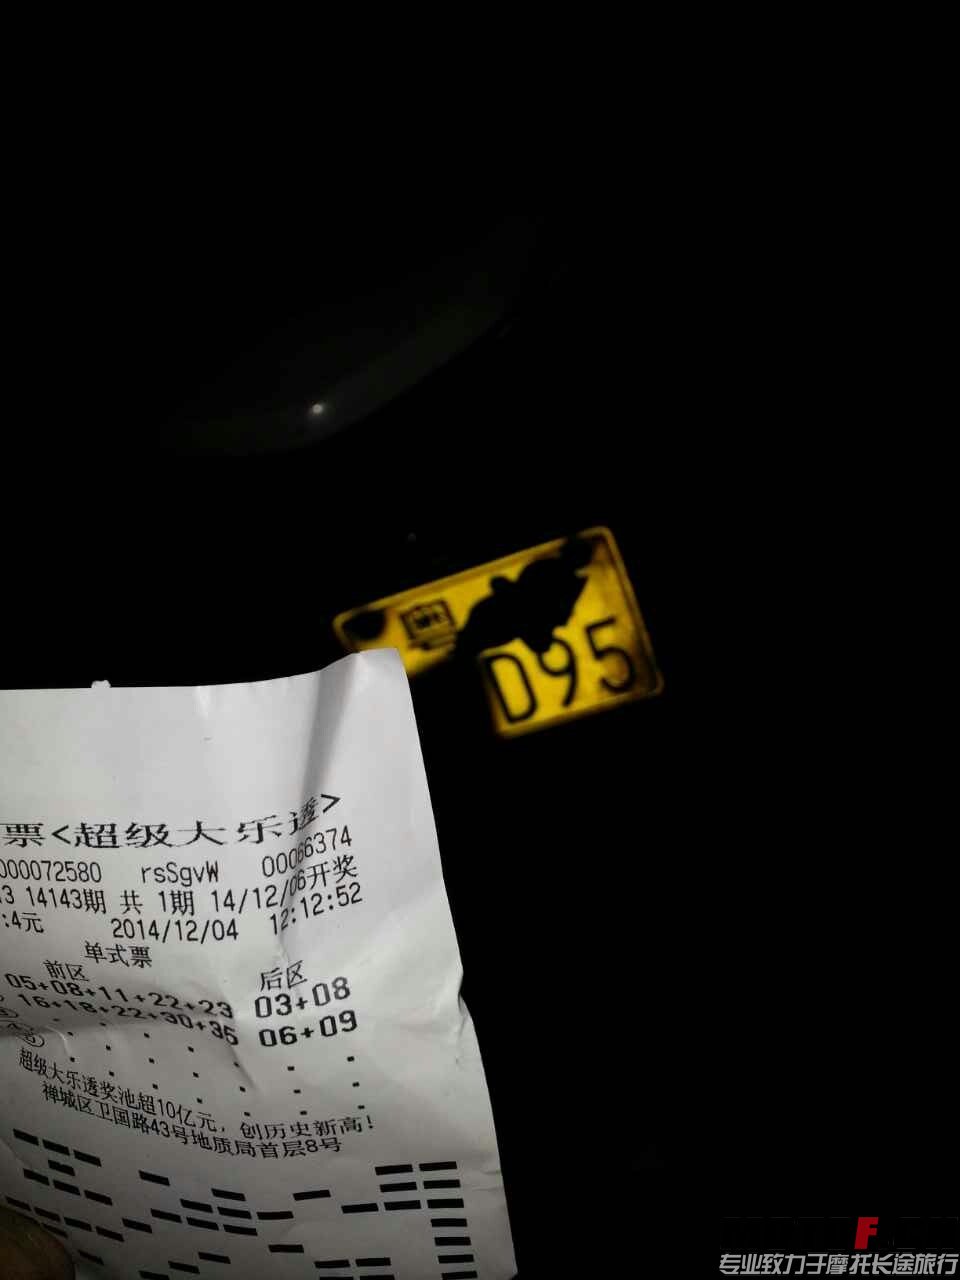 D95
票<超级大乐透>
000072580 rsSgvW 00066374
13 14143期 共 1期 14/12/06开奖
:4元 2014/12/04 12:12:52
单式票
前区 后区
05+08+11+22+23 03+08
16+18+22+30+35 06+09
超级大乐透奖池超10亿元，创历史新高!
禅城区卫国路43号地质局首层8号
专业致力于摩托长途旅行